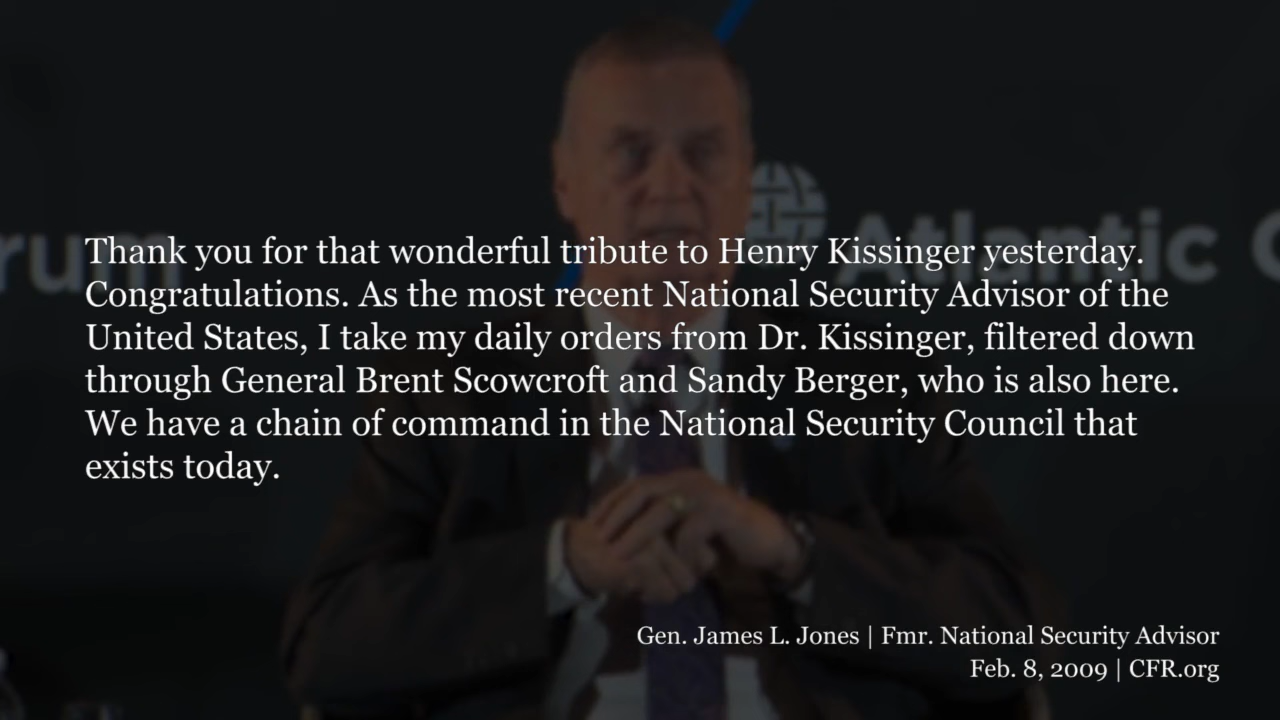 rum
Atlantic C
Thank you for that wonderful tribute to Henry Kissinger yesterday.
Congratulations. As the most recent National Security Advisor of the
United States, I take my daily orders from Dr. Kissinger, filtered down
through General Brent Scowcroft and Sandy Berger, who is also here.
We have a chain of command in the National Security Council that
exists today.
Gen. James L. Jones | Fmr. National Security Advisor
Feb. 8, 2009 | CFR.org